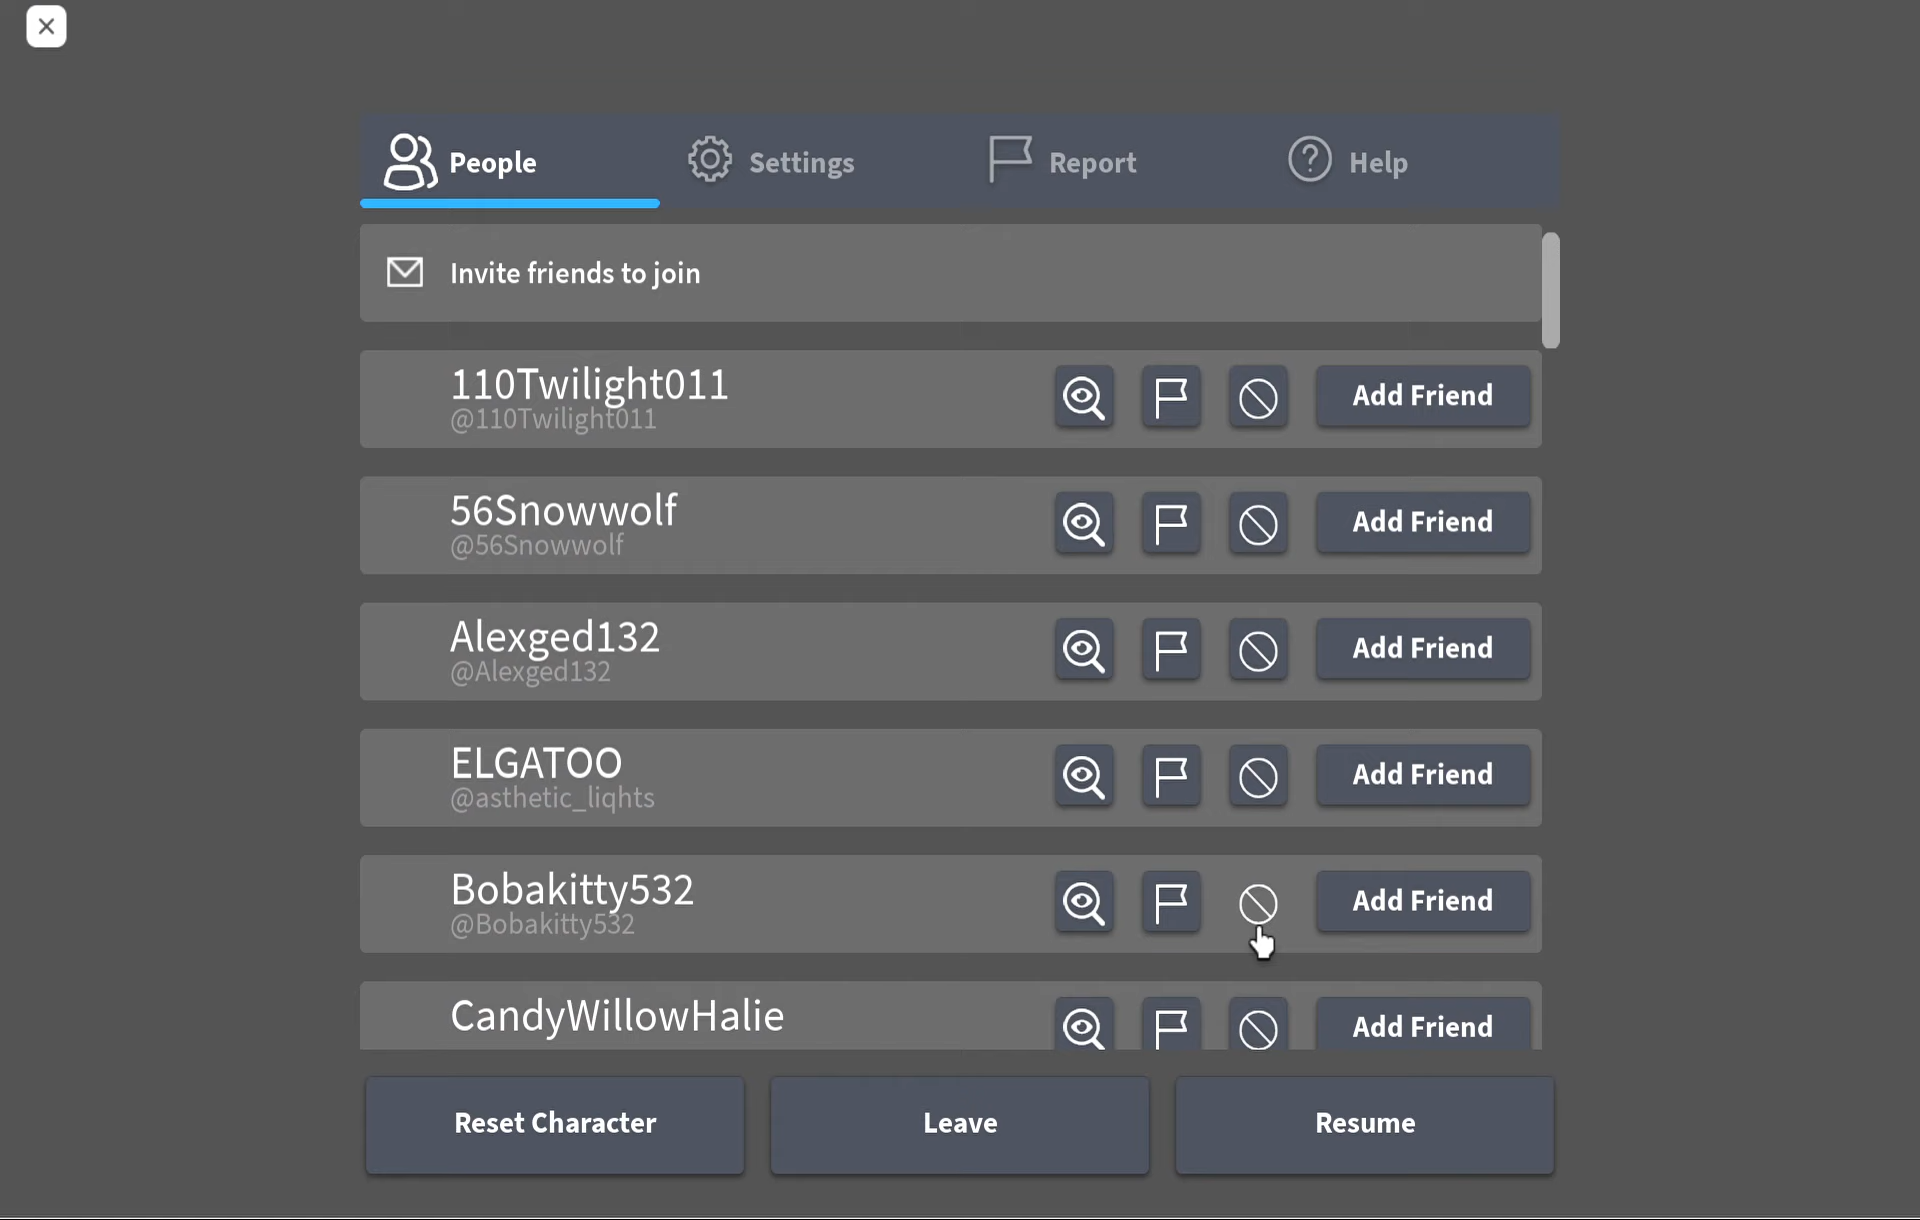 People Settings Report Help
Invite friends to join
110Twilight011
@110Twilight011
Add Friend
56Snowwolf
@56Snowwolf
Add Friend
Alexged132
@Alexged132
Add Friend
ELGATOO
@asthetic_liqhts
Add Friend
Bobakitty532
@Bobakitty532
Add Friend
CandyWillowHalie
Add Friend
Reset Character Leave Resume